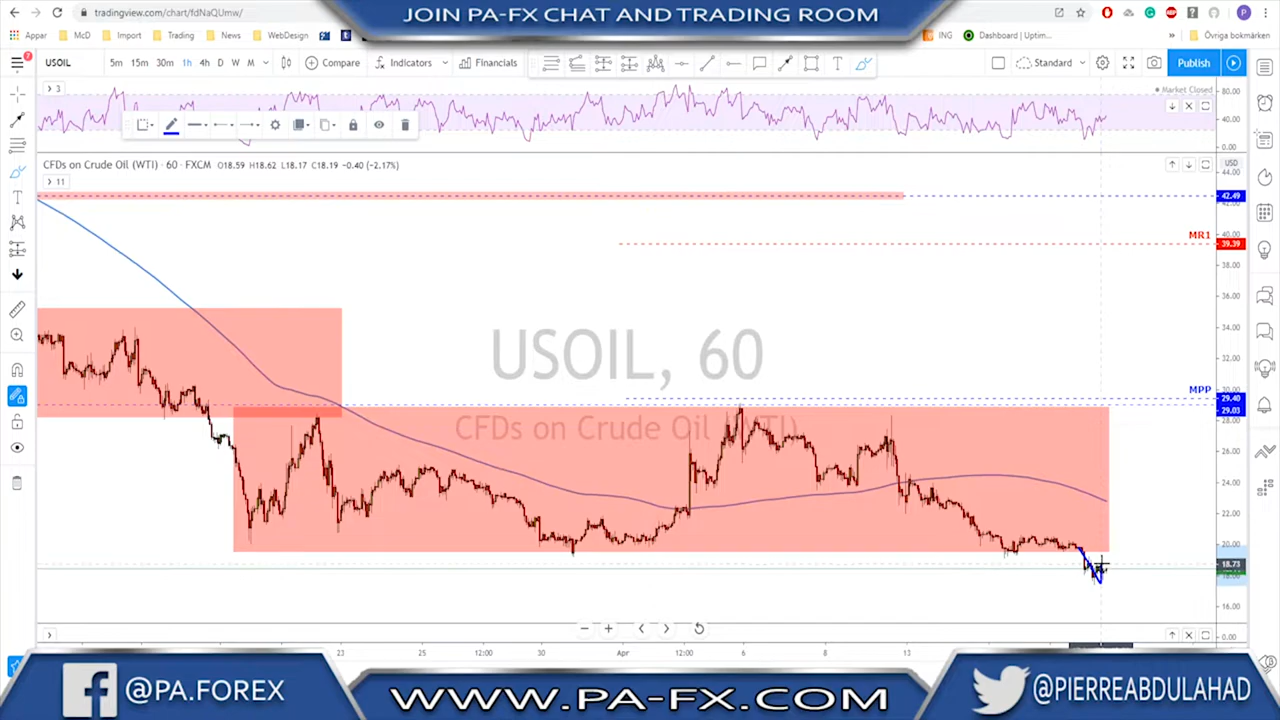 JOIN PA-FX CHAT AND TRADING ROOM
tradingview.com/chart/fdNaQUmw/
Appar McD Import Trading News WebDesign ING Dashboard | Uptim... » Övriga bokmärken
USOIL 5m 15m 30m 1h 4h D W M Compare Indicators Financials Standard Publish
3
Market Closed
80.00
40.00
0.00
CFDs on Crude Oil (WTI) · 60 · FXCM O18.59 H18.62 L18.17 C18.19 −0.40 (−2.17%)
USD
11
44.00
42.49
MR1
40.00
39.39
38.00
36.00
34.00
USOIL, 60
32.00
30.00
MPP
29.40
29.03
28.00
CFDs on Crude Oil (WTI)
26.00
24.00
22.00
20.00
18.73
18.00
16.00
0.00
23 25 12:00 30 Apr 12:00 6 8 13
@PA.FOREX
WWW.PA-FX.COM
@PIERREABDULAHAD